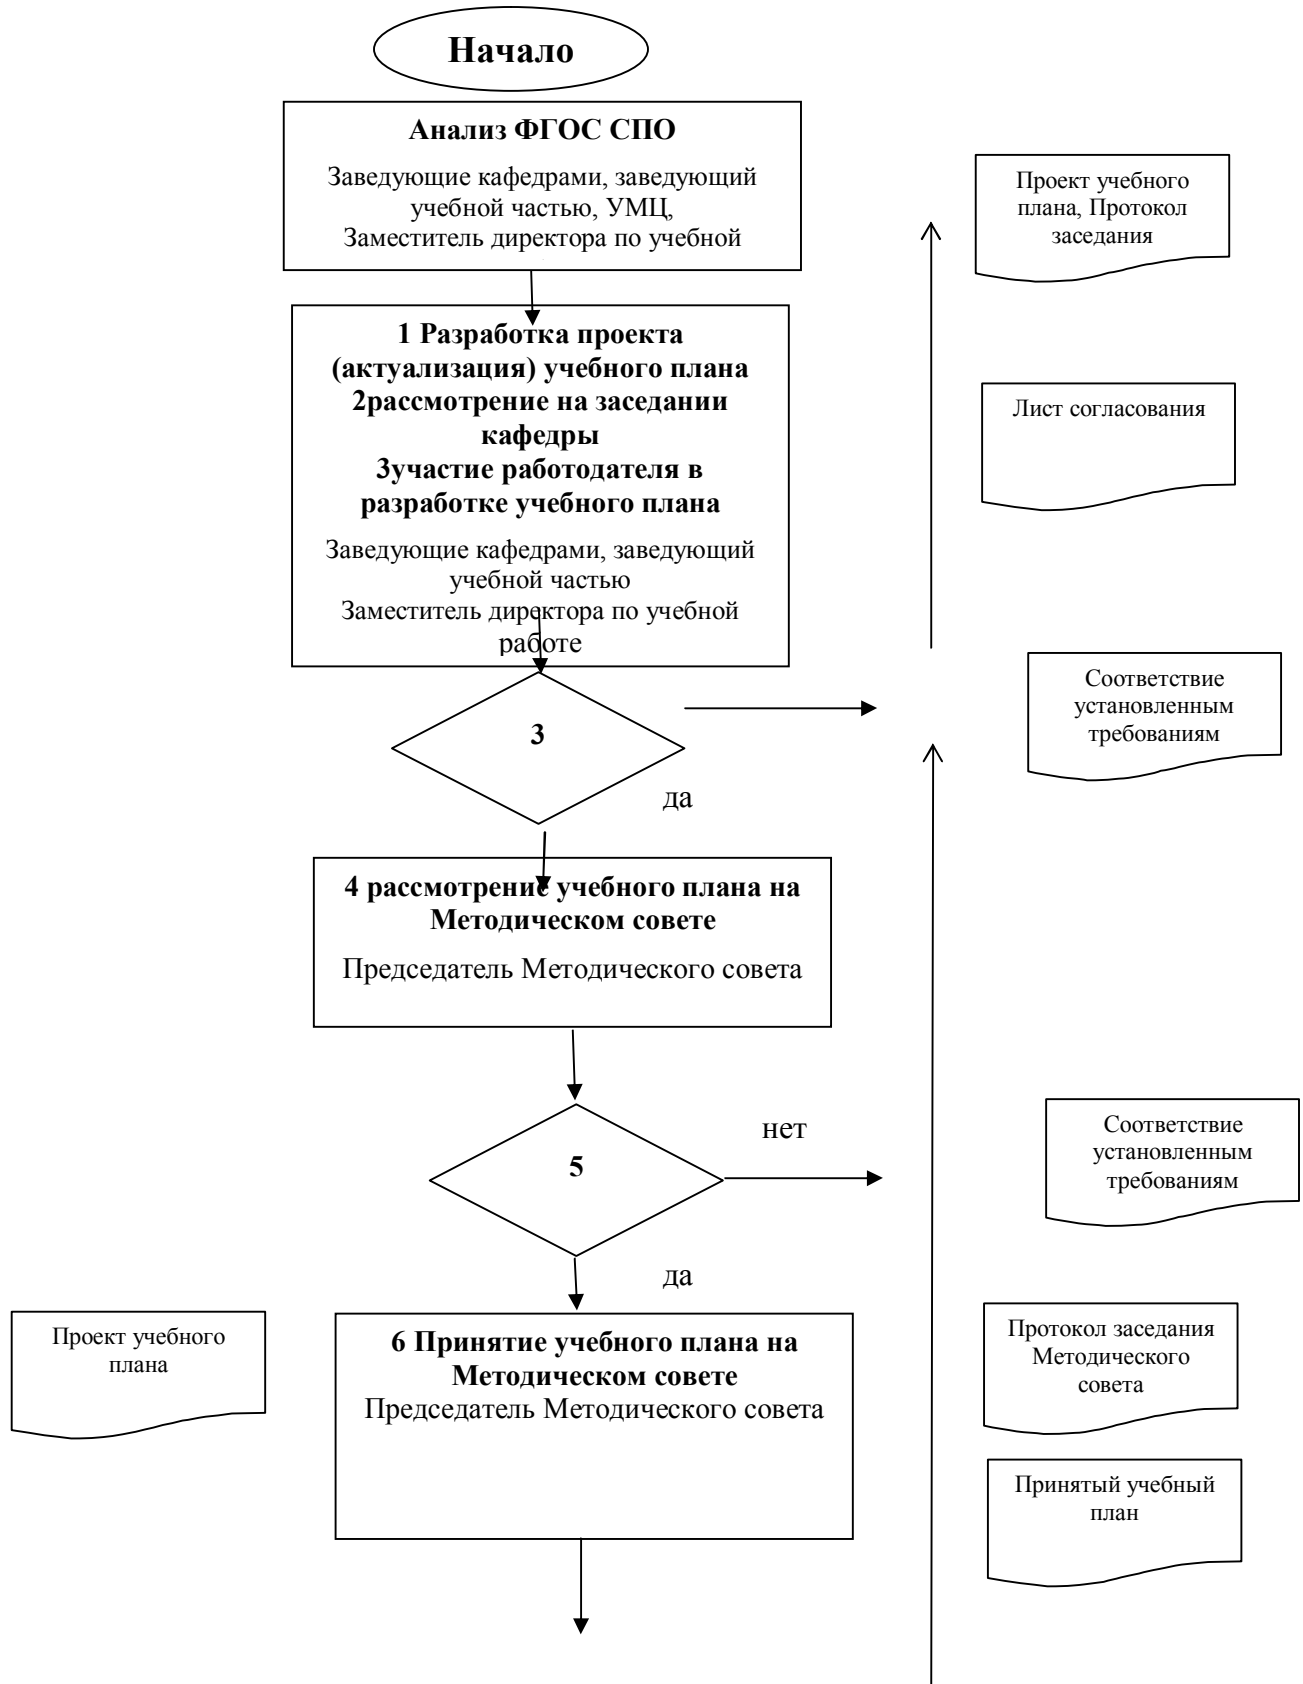 Начало
Анализ ФГОС СПО
Заведующие кафедрами, заведующий
учебной частью, УМЦ,
Заместитель директора по учебной
Проект учебного
плана, Протокол
заседания
1 Разработка проекта
(актуализация) учебного плана
2рассмотрение на заседании
кафедры
3участие работодателя в
разработке учебного плана
Заведующие кафедрами, заведующий
учебной частью
Заместитель директора по учебной
работе
Лист согласования
3
да
Соответствие
установленным
требованиям
4 рассмотрение учебного плана на
Методическом совете
Председатель Методического совета
5
нет
да
Соответствие
установленным
требованиям
Проект учебного
плана
6 Принятие учебного плана на
Методическом совете
Председатель Методического совета
Протокол заседания
Методического
совета
Принятый учебный
план